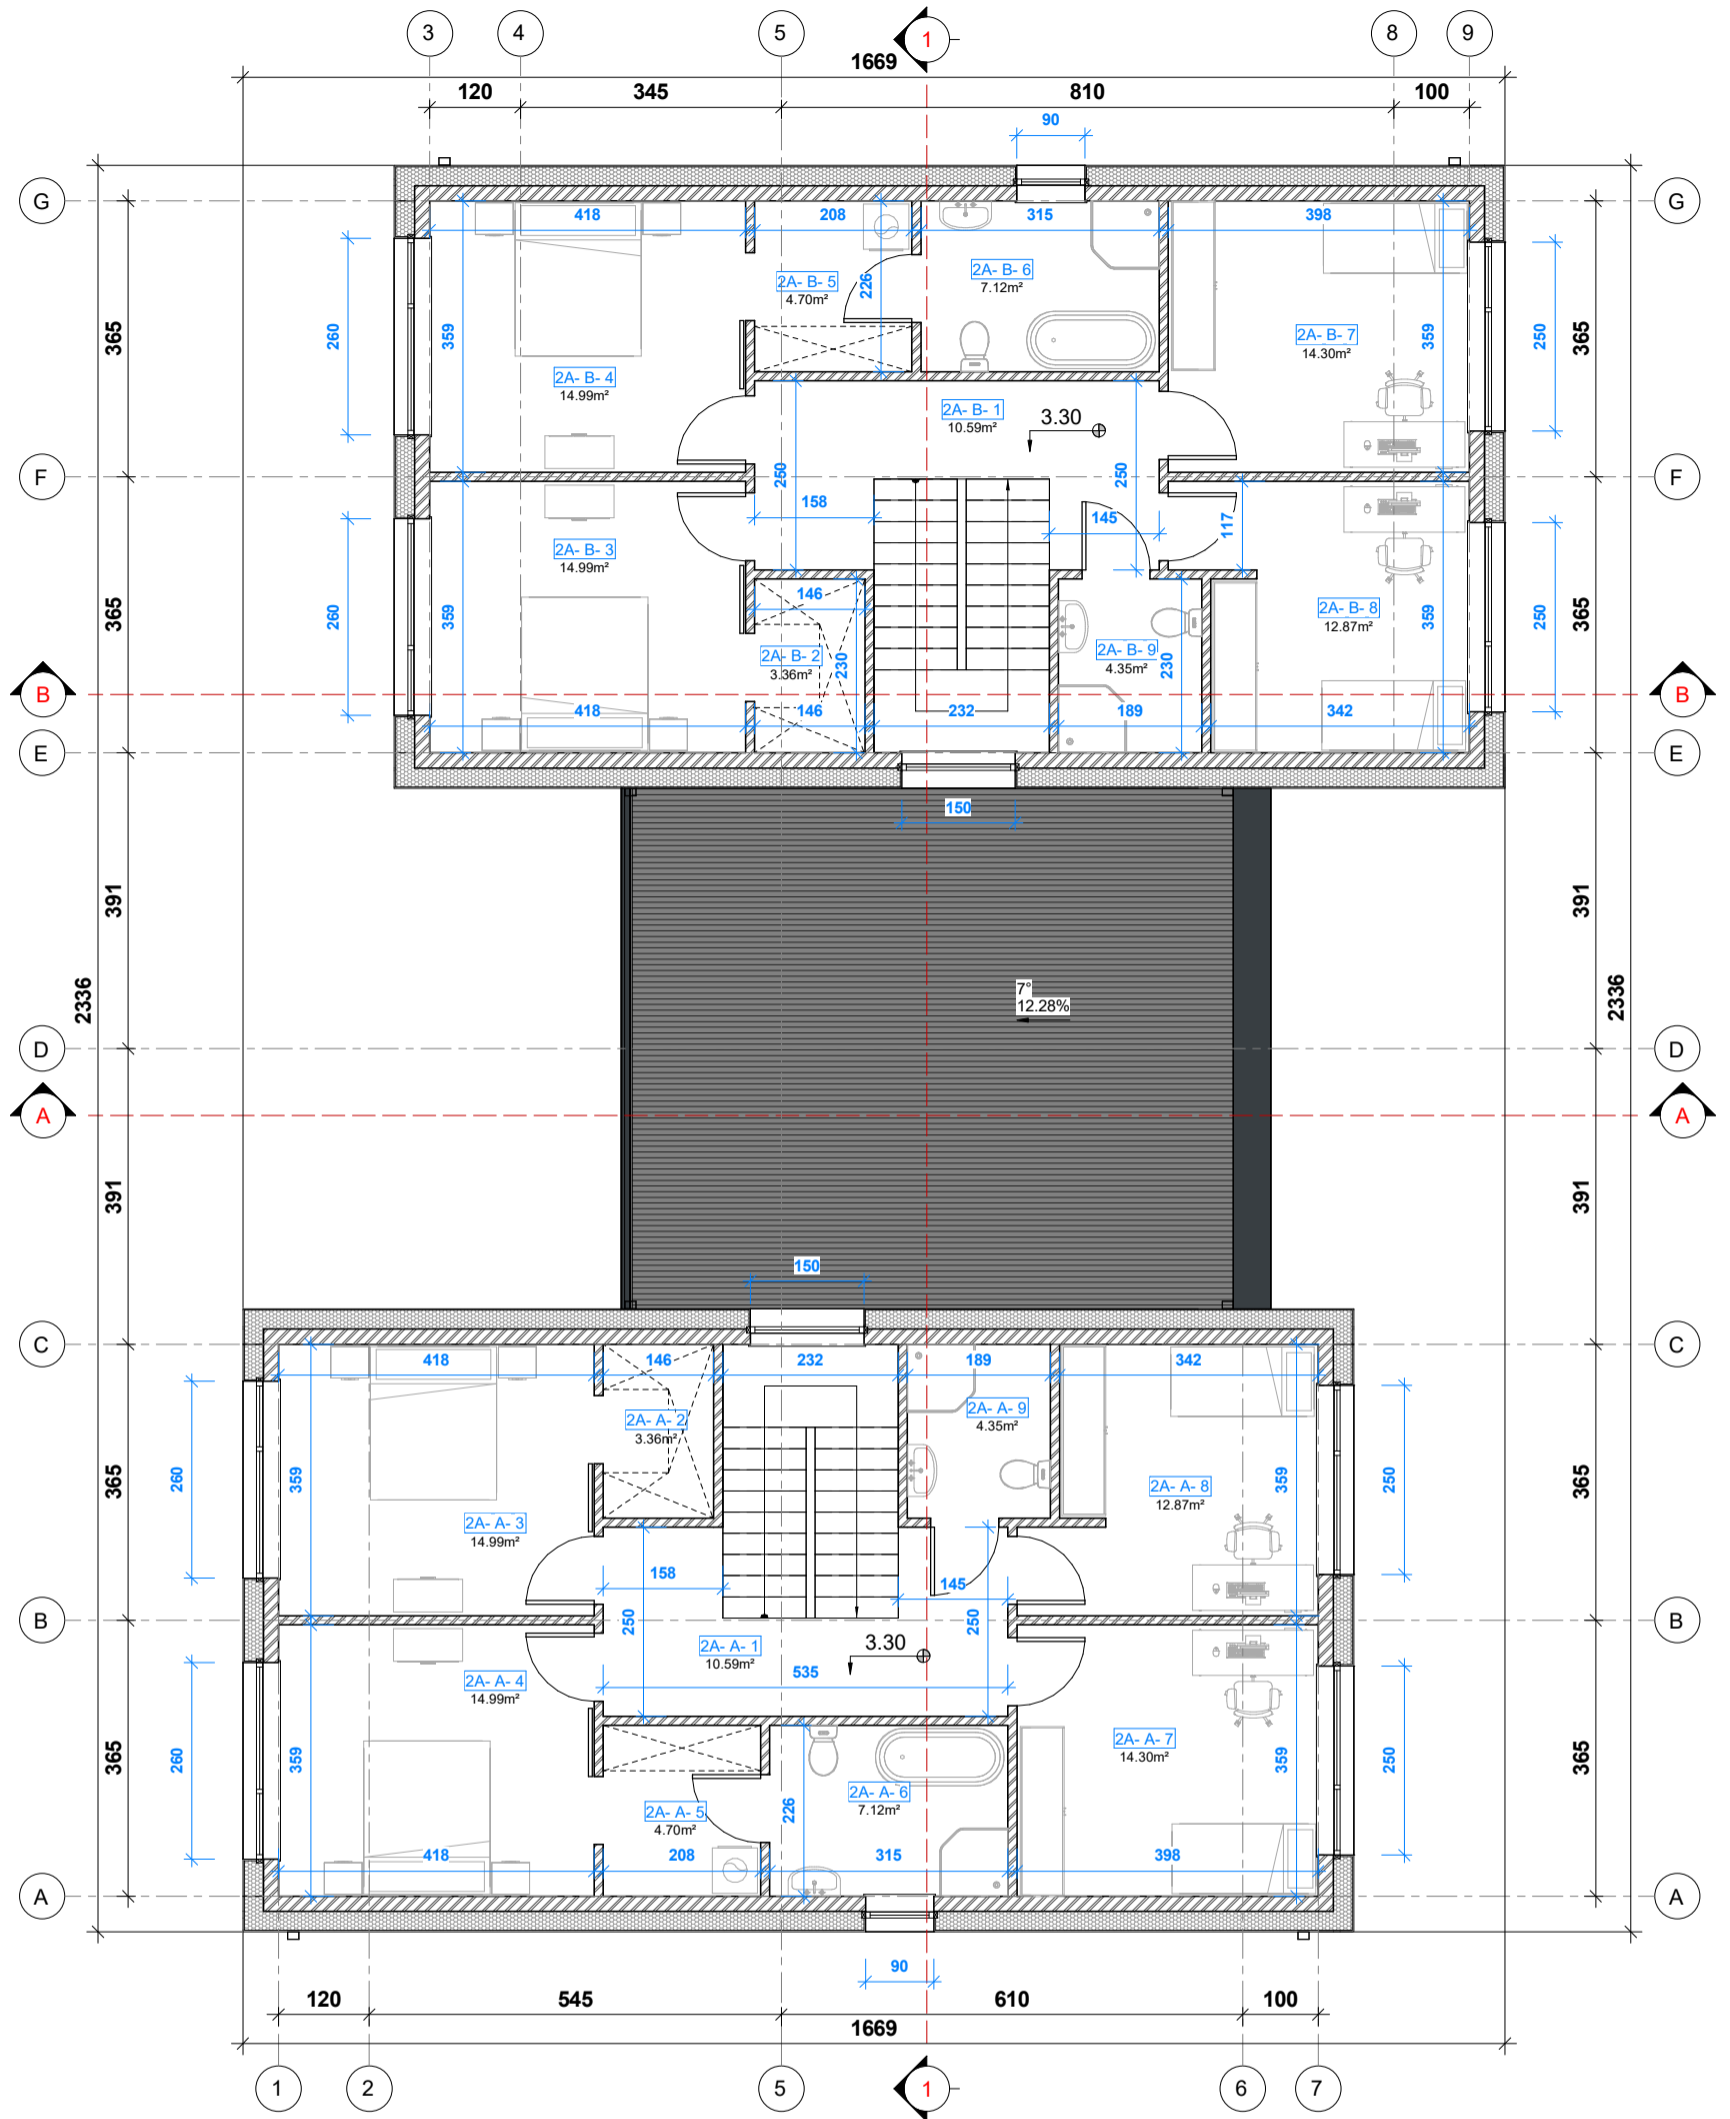 3 4 5 1 8 9
1669
120 345 810 100
90
G G
418 208 315 398
2A- B- 5
4.70m²
226
2A- B- 6
7.12m²
365 260 359
2A- B- 7
14.30m²
359 250 365
2A- B- 4
14.99m²
2A- B- 1
10.59m²
3.30
F F
250 250
158 145 117
2A- B- 3
14.99m²
146
365 260 359
2A- B- 8
12.87m²
359 250 365
2A- B- 2
3.36m²
230
2A- B- 9
4.35m²
230
B B
418 146 232 189 342
E E
150
391 391
2336 2336
7°
12.28%
D D
A A
391 391
150
C C
418 146 232 189 342
2A- A- 2
3.36m²
2A- A- 9
4.35m²
365 260 359
2A- A- 3
14.99m²
2A- A- 8
12.87m²
359 250 365
158 145
250 250
B B
2A- A- 1
10.59m²
3.30
535
2A- A- 4
14.99m²
365 260 359
2A- A- 7
14.30m²
359 250 365
2A- A- 5
4.70m²
226
2A- A- 6
7.12m²
418 208 315 398
A A
90
120 545 610 100
1669
1 2 5 1 6 7